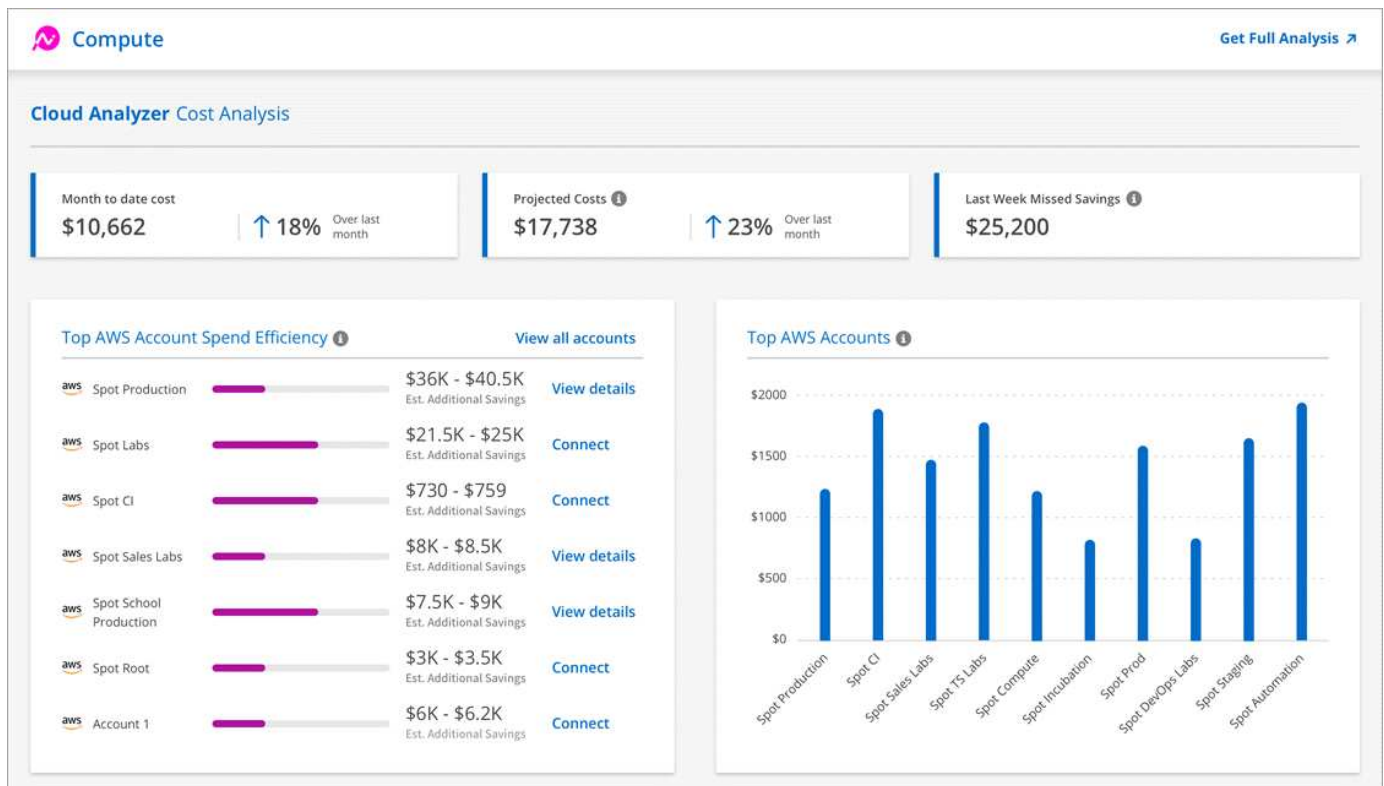 Compute
Get Full Analysis ↗
Cloud Analyzer Cost Analysis
Month to date cost
$10,662
↑ 18%
Over last
month
Projected Costs
$17,738
↑ 23%
Over last
month
Last Week Missed Savings
$25,200
Top AWS Account Spend Efficiency
View all accounts
aws
Spot Production
$36K - $40.5K
Est. Additional Savings
View details
aws
Spot Labs
$21.5K - $25K
Est. Additional Savings
Connect
aws
Spot CI
$730 - $759
Est. Additional Savings
Connect
aws
Spot Sales Labs
$8K - $8.5K
Est. Additional Savings
View details
aws
Spot School
Production
$7.5K - $9K
Est. Additional Savings
View details
aws
Spot Root
$3K - $3.5K
Est. Additional Savings
Connect
aws
Account 1
$6K - $6.2K
Est. Additional Savings
Connect
Top AWS Accounts
$2000
$1500
$1000
$500
$0
Spot Production
Spot CI
Spot Sales Labs
Spot TS Labs
Spot Compute
Spot Incubation
Spot Prod
Spot DevOps Labs
Spot Staging
Spot Automation